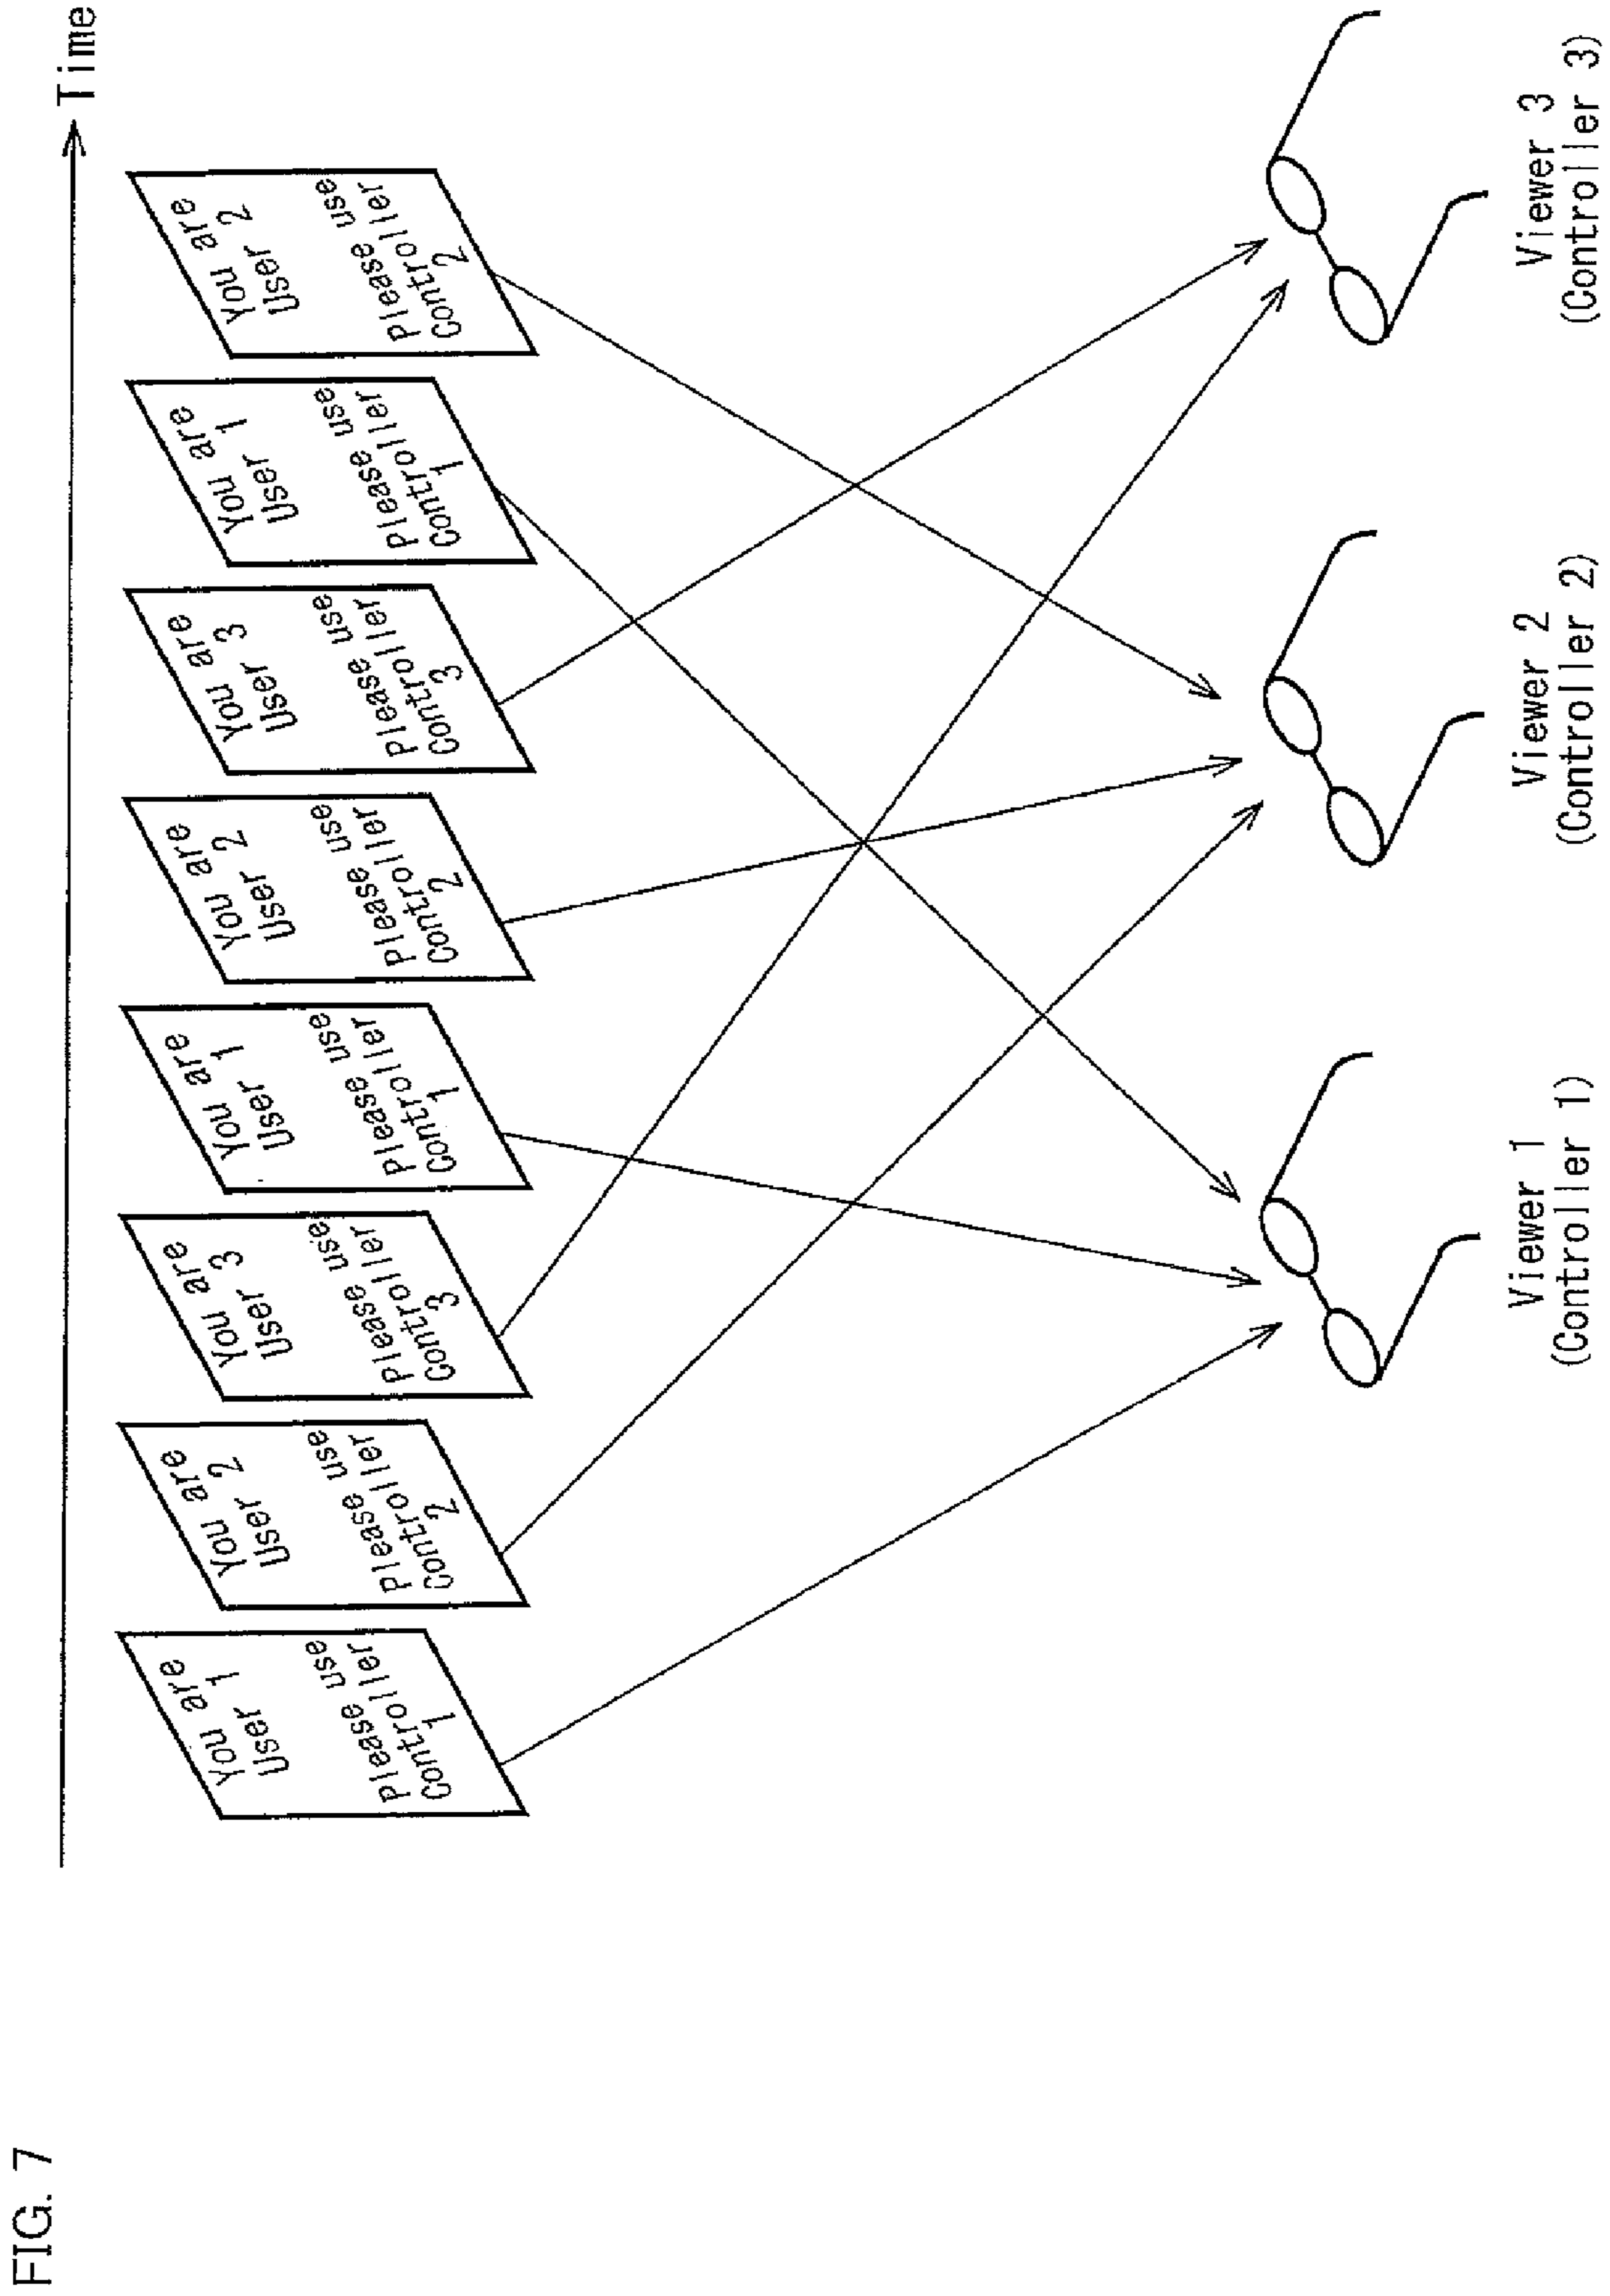 FIG. 7
Time
You are
User 1
Please use
Controller
1
You are
User 2
Please use
Controller
2
You are
User 3
Please use
Controller
3
You are
User 1
Please use
Controller
1
You are
User 2
Please use
Controller
2
You are
User 3
Please use
Controller
3
You are
User 1
Please use
Controller
1
You are
User 2
Please use
Controller
2
Viewer 1
(Controller 1)
Viewer 2
(Controller 2)
Viewer 3
(Controller 3)